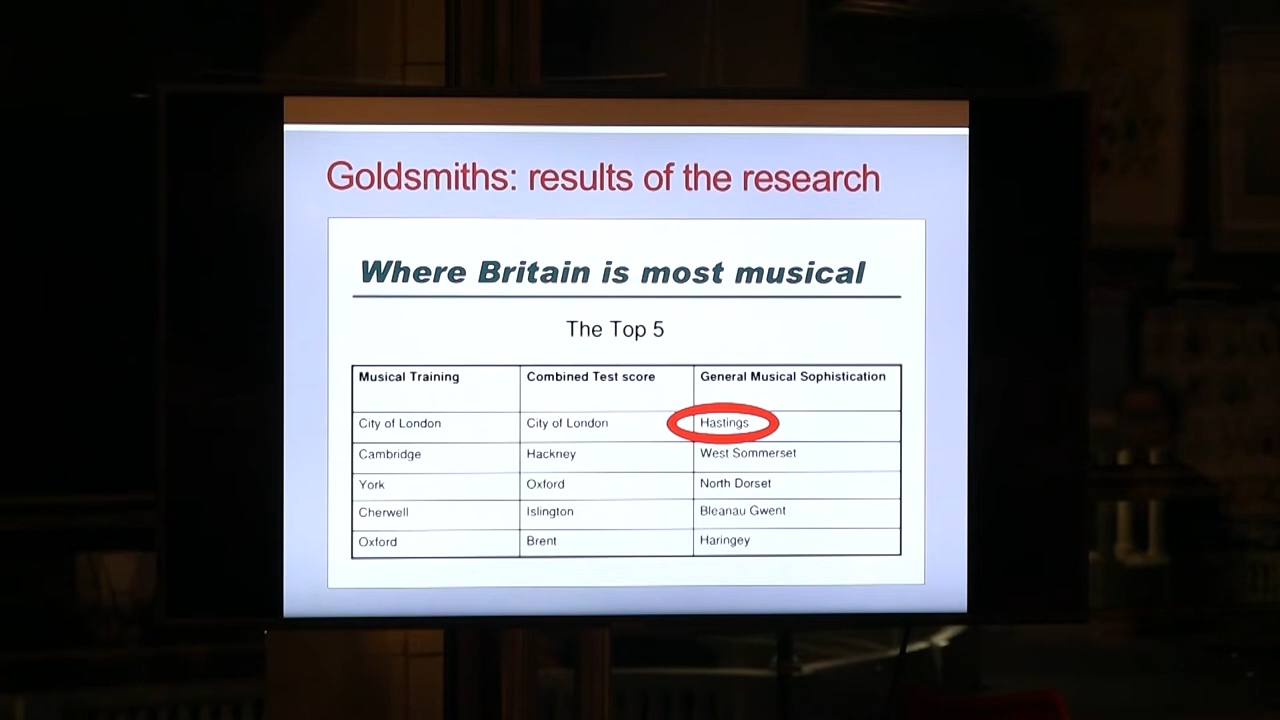 Goldsmiths: results of the research
Where Britain is most musical
The Top 5
Musical Training Combined Test score General Musical Sophistication
City of London City of London Hastings
Cambridge Hackney West Sommerset
York Oxford North Dorset
Cherwell Islington Bleanau Gwent
Oxford Brent Haringey